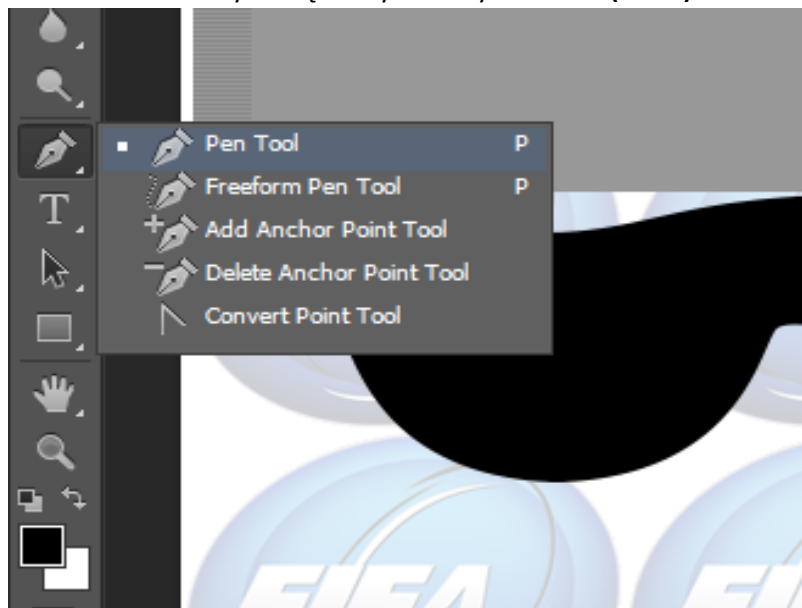 Pen Tool P
Freeform Pen Tool P
Add Anchor Point Tool
Delete Anchor Point Tool
Convert Point Tool
T
FIFA